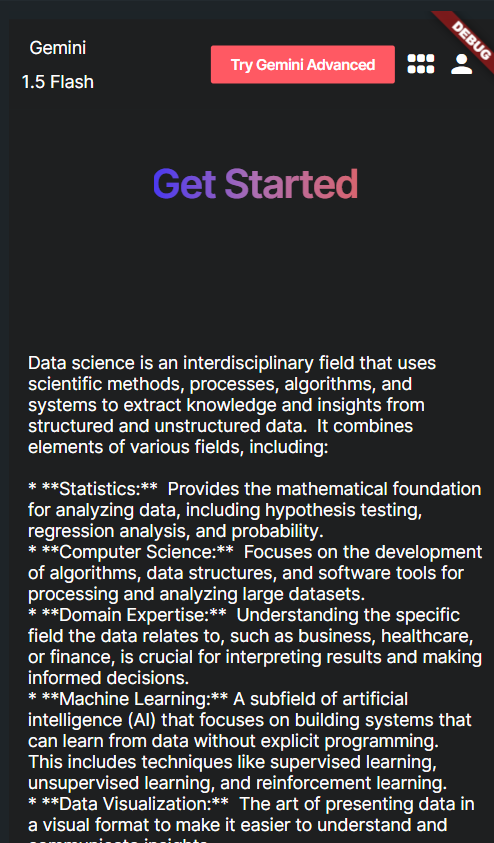 Gemini
1.5 Flash
Try Gemini Advanced
DEBUG
Get Started
Data science is an interdisciplinary field that uses
scientific methods, processes, algorithms, and
systems to extract knowledge and insights from
structured and unstructured data.  It combines
elements of various fields, including:
* **Statistics:**  Provides the mathematical foundation
for analyzing data, including hypothesis testing,
regression analysis, and probability.
* **Computer Science:**  Focuses on the development
of algorithms, data structures, and software tools for
processing and analyzing large datasets.
* **Domain Expertise:**  Understanding the specific
field the data relates to, such as business, healthcare,
or finance, is crucial for interpreting results and making
informed decisions.
* **Machine Learning:** A subfield of artificial
intelligence (AI) that focuses on building systems that
can learn from data without explicit programming.
This includes techniques like supervised learning,
unsupervised learning, and reinforcement learning.
* **Data Visualization:**  The art of presenting data in
a visual format to make it easier to understand and